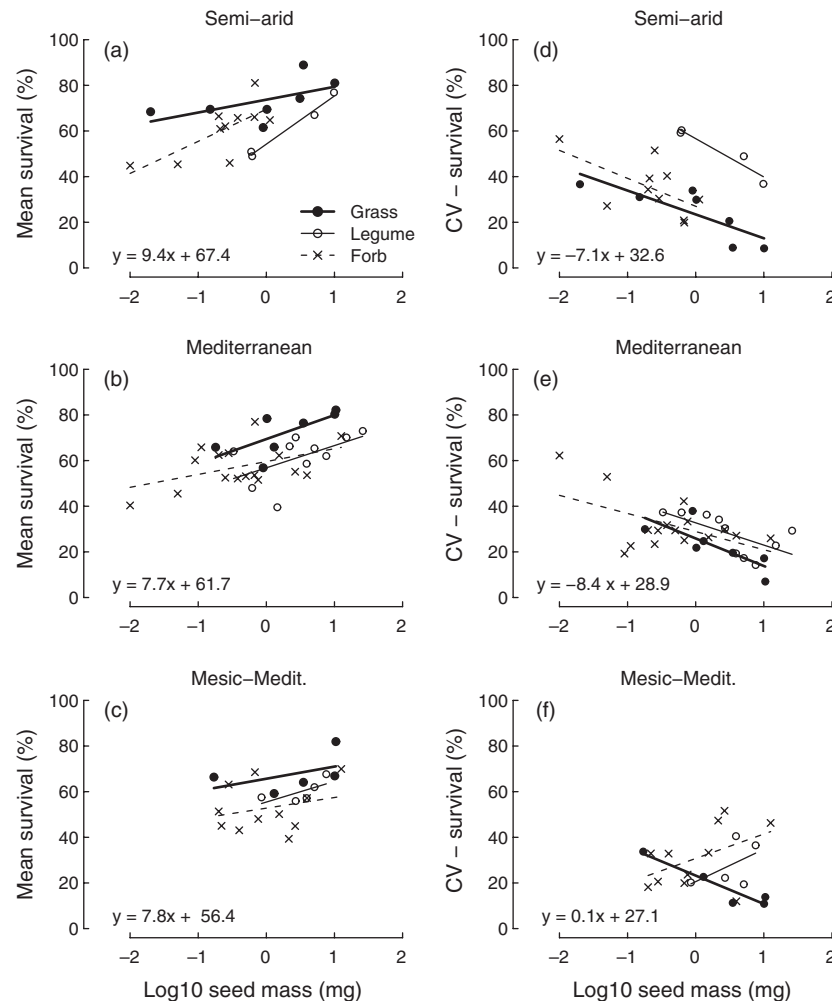 Semi−arid
(a)
Mean survival (%)
100
80
60
40
20
0
Grass
Legume
Forb
y = 9.4x + 67.4
−2 −1 0 1 2
Semi−arid
(d)
CV − survival (%)
100
80
60
40
20
0
y = −7.1x + 32.6
−2 −1 0 1 2
Mediterranean
(b)
Mean survival (%)
100
80
60
40
20
0
y = 7.7x + 61.7
−2 −1 0 1 2
Mediterranean
(e)
CV − survival (%)
100
80
60
40
20
0
y = −8.4 x + 28.9
−2 −1 0 1 2
Mesic−Medit.
(c)
Mean survival (%)
100
80
60
40
20
0
y = 7.8x + 56.4
−2 −1 0 1 2
Log10 seed mass (mg)
Mesic−Medit.
(f)
CV − survival (%)
100
80
60
40
20
0
y = 0.1x + 27.1
−2 −1 0 1 2
Log10 seed mass (mg)